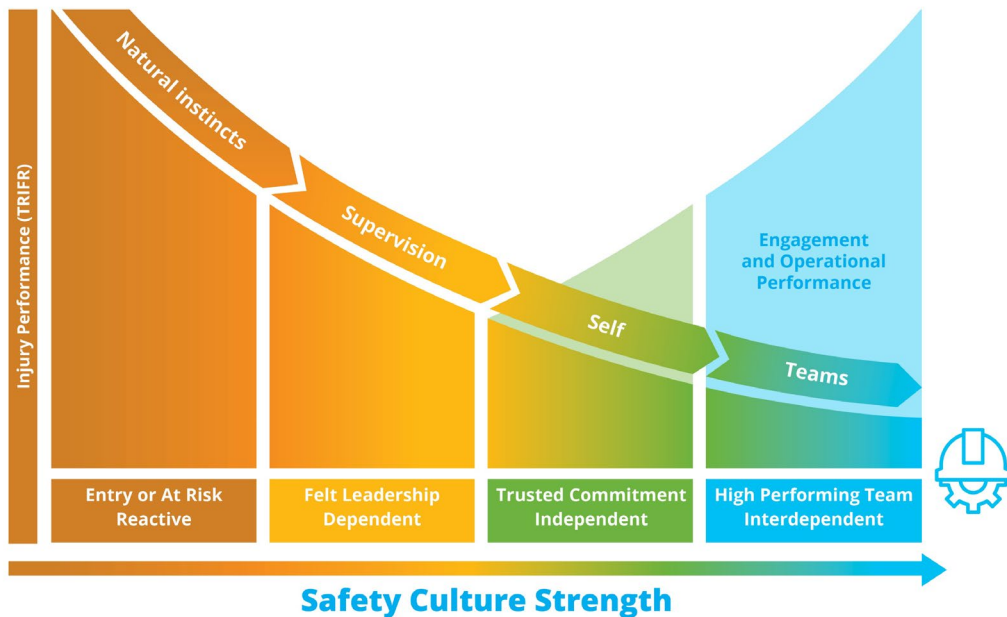 Injury Performance (TRIFR)
Natural instincts
Supervision
Self
Teams
Engagement
and Operational
Performance
Entry or At Risk
Reactive
Felt Leadership
Dependent
Trusted Commitment
Independent
High Performing Team
Interdependent
Safety Culture Strength